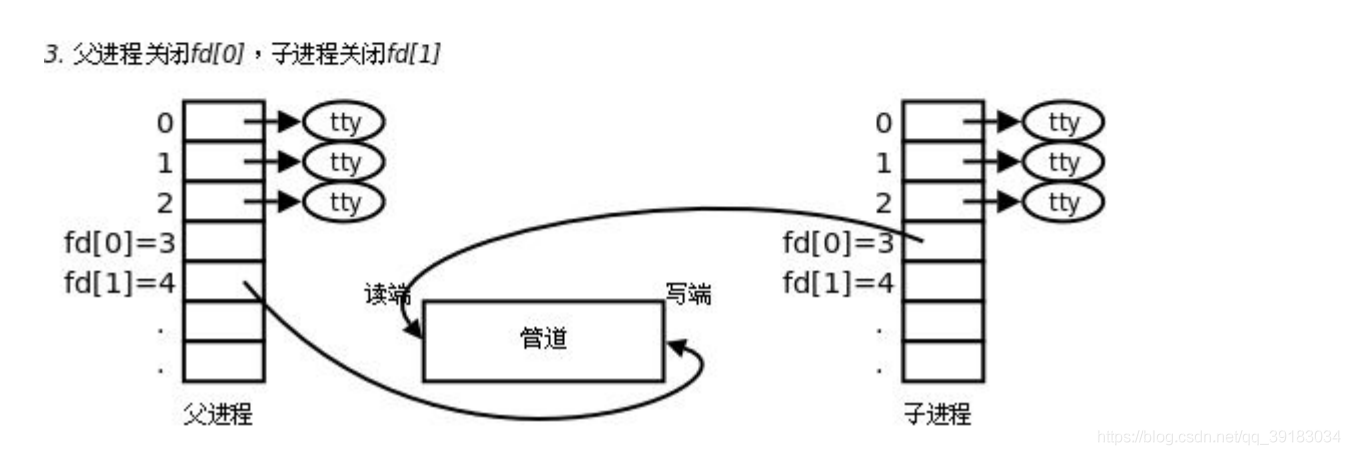 3. 父进程关闭fd[0]，子进程关闭fd[1]
0 tty 0 tty
1 tty 1 tty
2 tty 2 tty
fd[0]=3 fd[0]=3
fd[1]=4 读端 写端 fd[1]=4
. 管道 .
. .
父进程 子进程
https://blog.csdn.net/qq_39183034